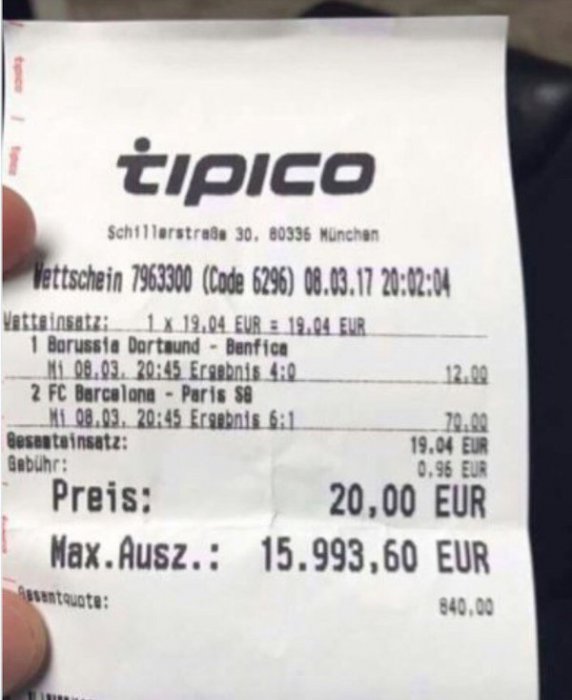 tipico
tipico
tipico
Schillerstraße 30, 80336 München
Wettschein 7963300 (Code 6296) 08.03.17 20:02:04
Wetteinsatz: 1 x 19.04 EUR = 19.04 EUR
1 Borussia Dortmund - Benfica
Mi 08.03. 20:45 Ergebnis 4:0 12.00
2 FC Barcelona - Paris SG
Mi 08.03. 20:45 Ergebnis 6:1 70.00
Gesamteinsatz: 19.04 EUR
Gebühr: 0.96 EUR
Preis: 20,00 EUR
Max.Ausz.: 15.993,60 EUR
Gesamtquote: 840.00